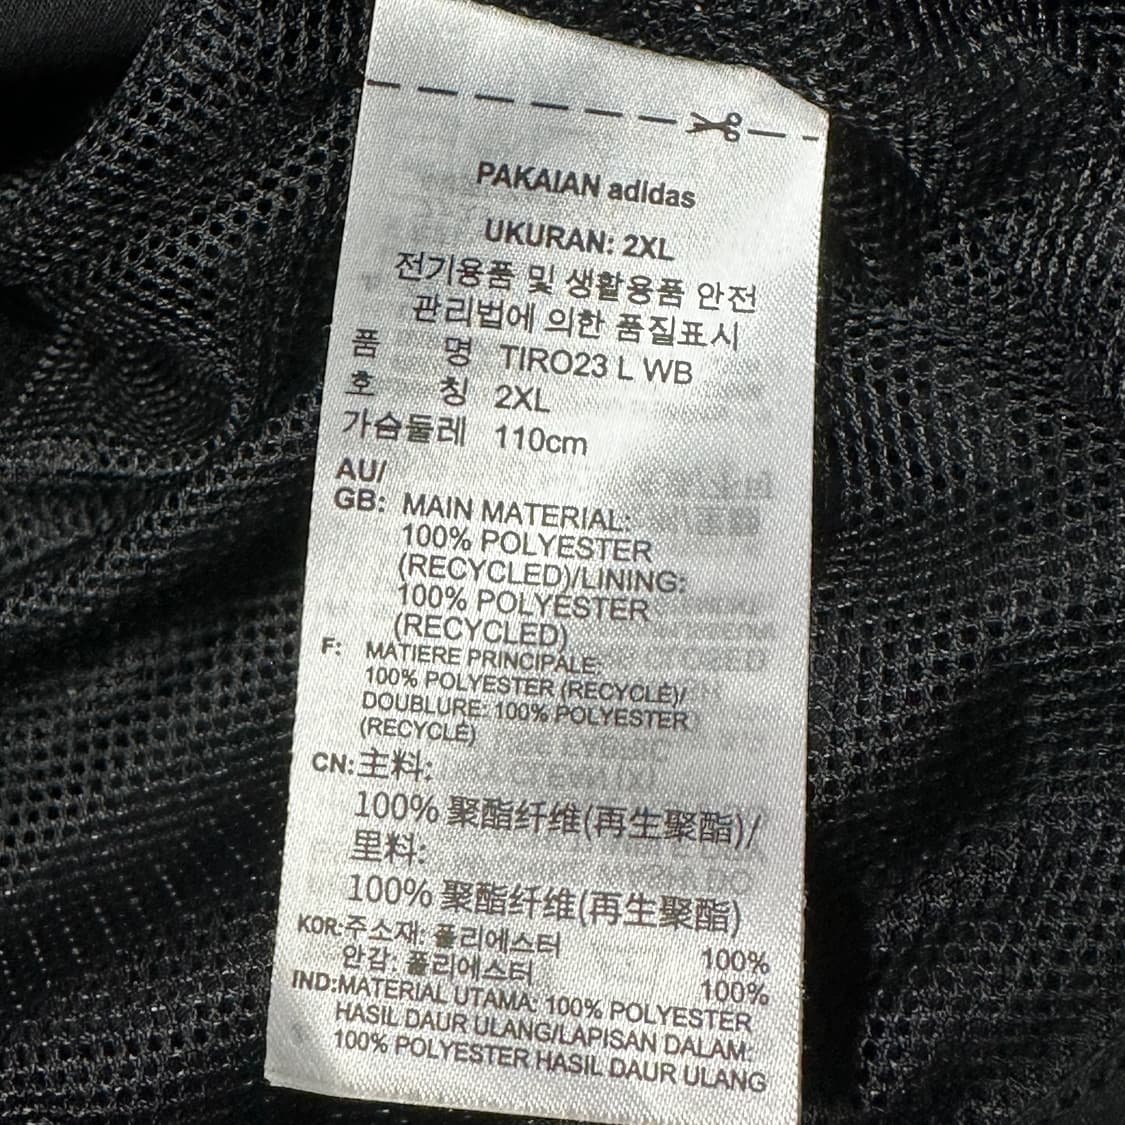 PAKAIAN adidas
UKURAN: 2XL
전기용품 및 생활용품 안전
관리법에 의한 품질표시
품 명 TIRO23 L WB
호 칭 2XL
가슴둘레 110cm
AU/
GB: MAIN MATERIAL:
100% POLYESTER
(RECYCLED)/LINING:
100% POLYESTER
(RECYCLED)
F: MATIERE PRINCIPALE:
100% POLYESTER (RECYCLÉ)/
DOUBLURE: 100% POLYESTER
(RECYCLÉ)
CN:主料:
100% 聚酯纤维(再生聚酯)/
里料:
100% 聚酯纤维(再生聚酯)
KOR:주소재: 폴리에스터 100%
안감: 폴리에스터 100%
IND:MATERIAL UTAMA: 100% POLYESTER
HASIL DAUR ULANG/LAPISAN DALAM:
100% POLYESTER HASIL DAUR ULANG